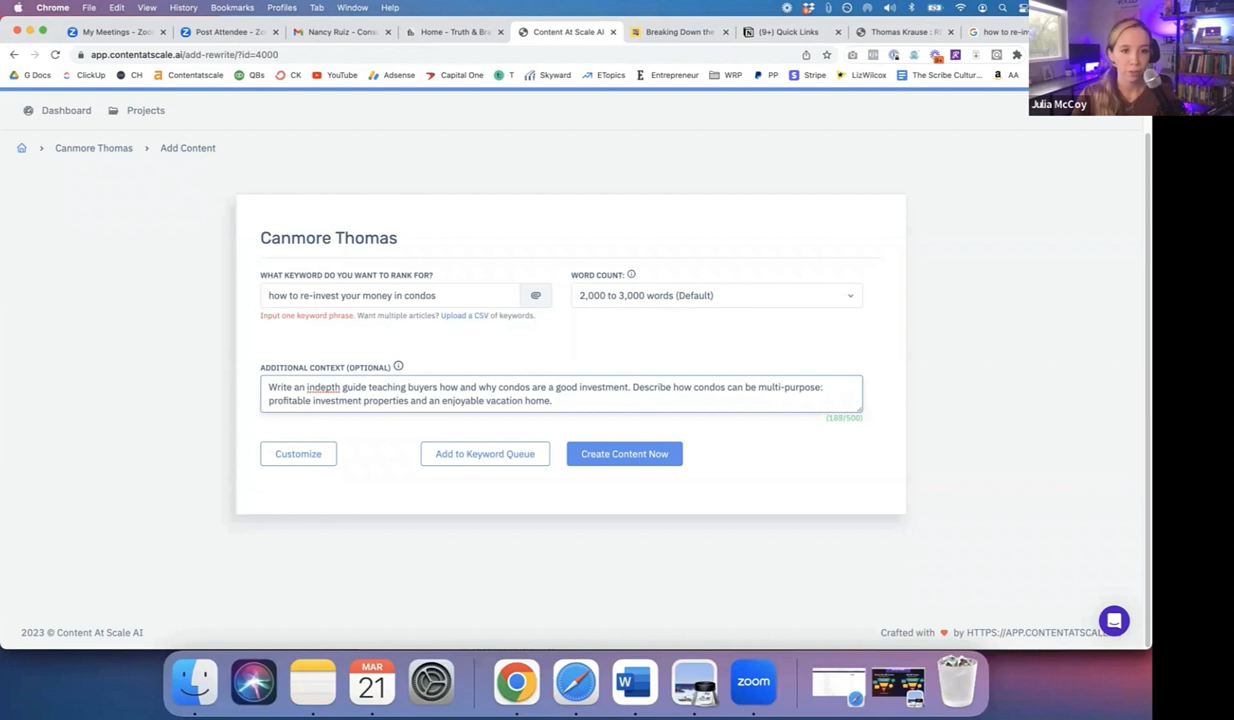 Chrome File Edit View History Bookmarks Profiles Tab Window Help
My Meetings - Zoo
Post Attendee - Zoo
Nancy Ruiz - Cons
Home - Truth & Bra
Content At Scale AI
Breaking Down the
(9+) Quick Links
Thomas Krause : R
how to re-in
app.contentatscale.ai/add-rewrite/?id=4000
G Docs ClickUp CH Contentatscale QBs CK YouTube Adsense Capital One T Skyward ETopics Entrepreneur WRP PP Stripe LizWilcox The Scribe Cultur... AA
Julia McCoy
Dashboard Projects
Canmore Thomas Add Content
Canmore Thomas
WHAT KEYWORD DO YOU WANT TO RANK FOR? WORD COUNT:
how to re-invest your money in condos 2,000 to 3,000 words (Default)
Input one keyword phrase. Want multiple articles? Upload a CSV of keywords.
ADDITIONAL CONTEXT (OPTIONAL)
Write an indepth guide teaching buyers how and why condos are a good investment. Describe how condos can be multi-purpose:
profitable investment properties and an enjoyable vacation home.
(189/500)
Customize Add to Keyword Queue Create Content Now
2023 © Content At Scale AI Crafted with ♥ by HTTPS://APP.CONTENTATSCAL
MAR
21
W
zoom